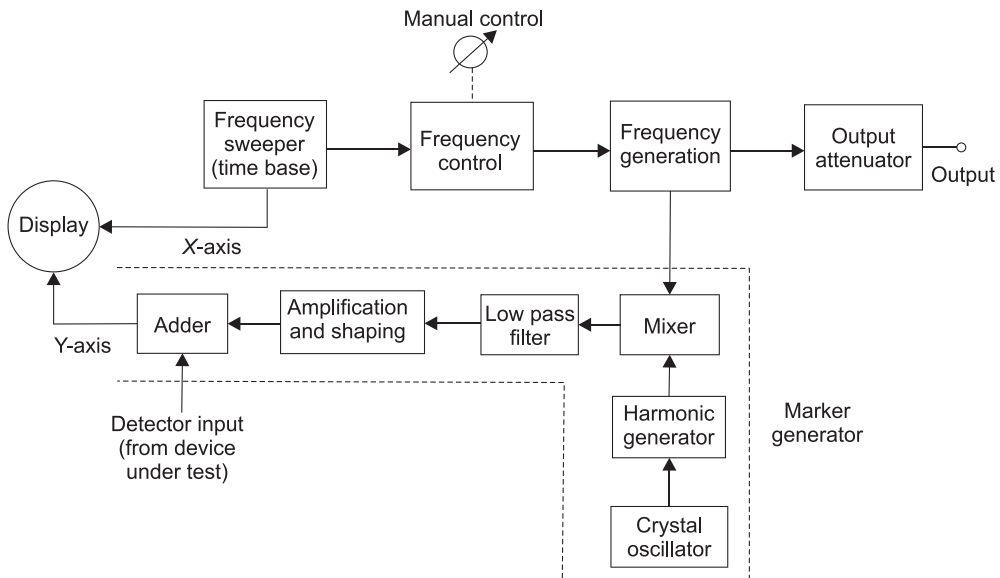 Manual control
Frequency
sweeper
(time base)
Frequency
control
Frequency
generation
Output
attenuator
Output
Display
X-axis
Adder
Amplification
and shaping
Low pass
filter
Mixer
Y-axis
Detector input
(from device
under test)
Harmonic
generator
Marker
generator
Crystal
oscillator